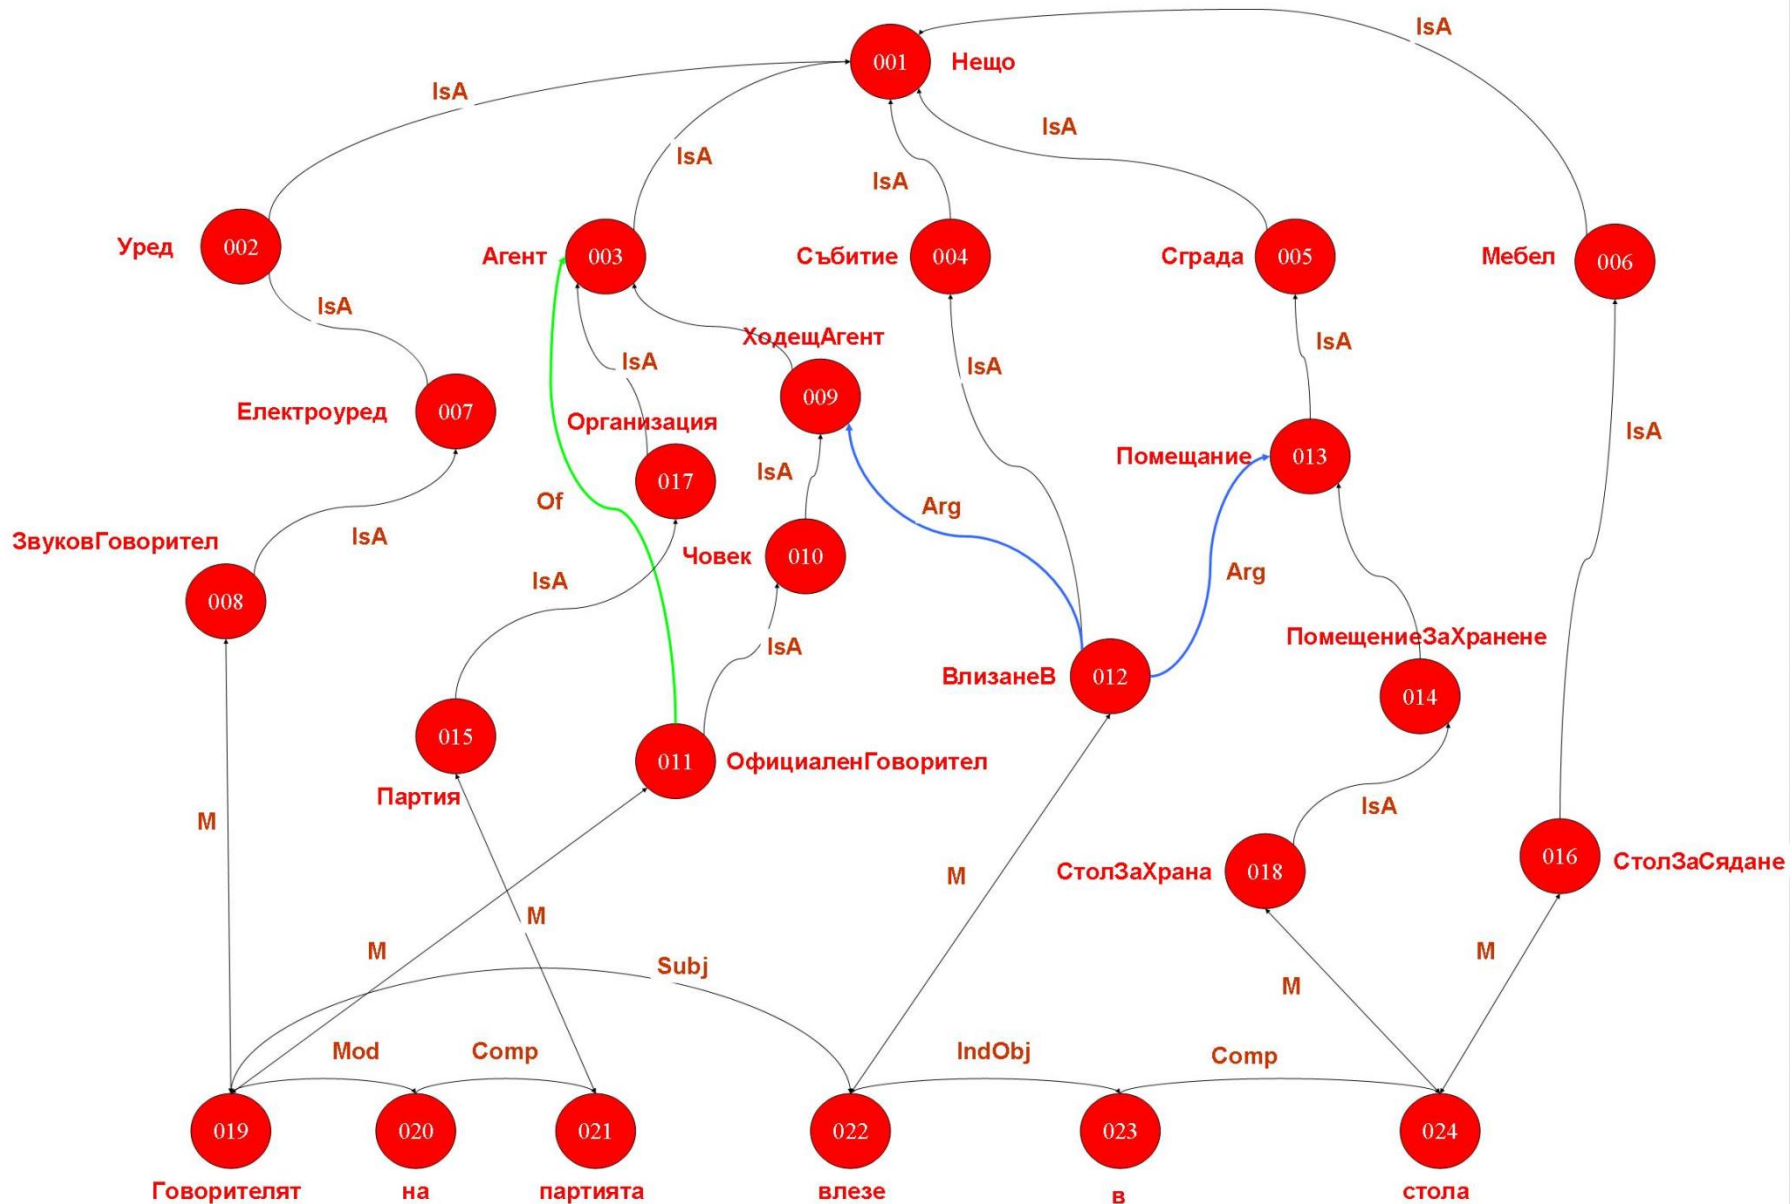 IsA
001 Нещо
IsA
IsA
IsA
IsA
Уред 002
Агент 003
Събитие 004
Сграда 005
Мебел 006
IsA
ХодещАгент
IsA
IsA
IsA
Електроуред 007
009
Организация
IsA
017
Помещание 013
IsA
Of
Arg
ЗвуковГоворител
IsA
Човек 010
IsA
Arg
008
ПомещениеЗаХранене
IsA
ВлизанеВ 012
014
015
011 ОфициаленГоворител
Партия
IsA
M
СтолЗаХрана 018
016 СтолЗаСядане
M
M
M
M
M
Subj
Mod
Comp
IndObj
Comp
019 020 021 022 023 024
Говорителят на партията влезе в стола